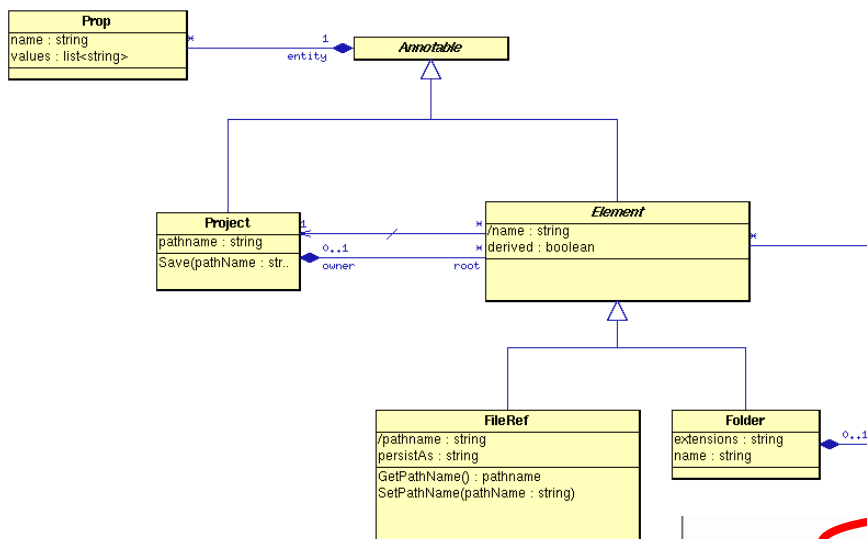 Prop
name : string
values : list<string>
*
1
entity
Annotable
Project
pathname : string
Save(pathName : str..
1
*
0..1
owner
*
root
Element
/name : string
derived : boolean
*
FileRef
/pathname : string
persistAs : string
GetPathName() : pathname
SetPathName(pathName : string)
Folder
extensions : string
name : string
0..1